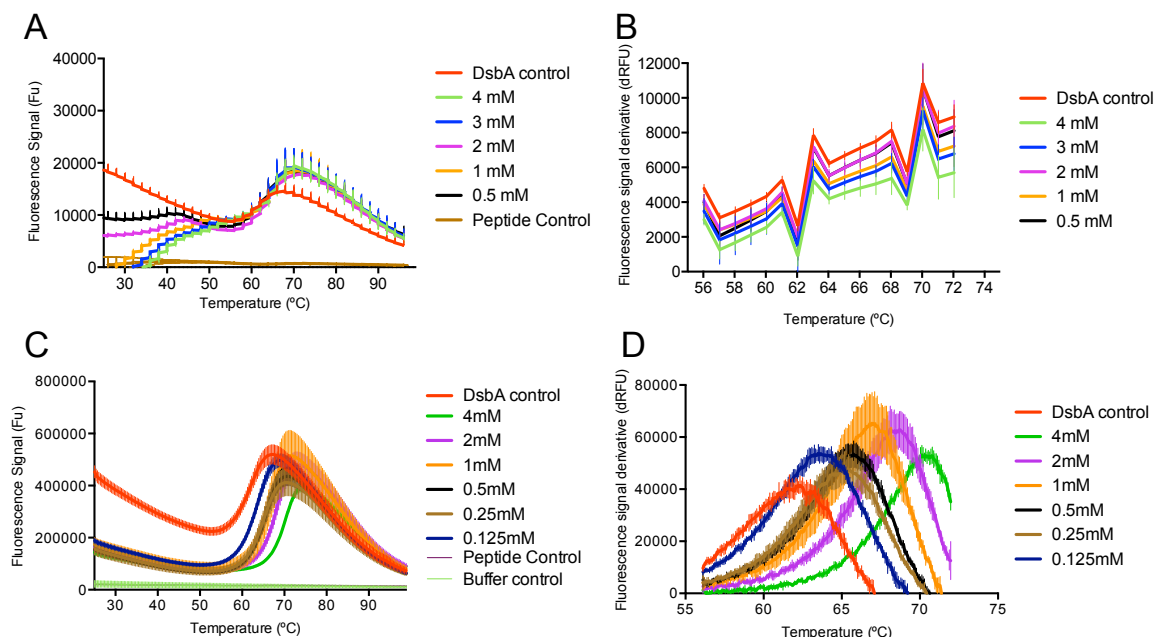 A
Fluorescence Signal (Fu)
40000
30000
20000
10000
0
30
40
50
60
70
80
90
Temperature (ºC)
DsbA control
4 mM
3 mM
2 mM
1 mM
0.5 mM
Peptide Control
B
Fluorescence signal derivative (dRFU)
12000
10000
8000
6000
4000
2000
0
56
58
60
62
64
66
68
70
72
74
Temperature (ºC)
DsbA control
4 mM
3 mM
2 mM
1 mM
0.5 mM
C
Fluorescence Signal (Fu)
800000
600000
400000
200000
0
30
40
50
60
70
80
90
Temperature (ºC)
DsbA control
4mM
2mM
1mM
0.5mM
0.25mM
0.125mM
Peptide Control
Buffer control
D
Fluorescence signal derivative (dRFU)
80000
60000
40000
20000
0
55
60
65
70
75
Temperature (ºC)
DsbA control
4mM
2mM
1mM
0.5mM
0.25mM
0.125mM